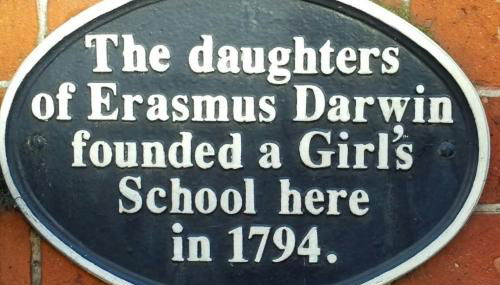 The daughters
of Erasmus Darwin
founded a Girl's
School here
in 1794.